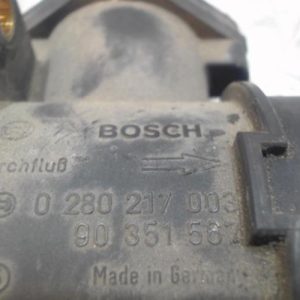 BOSCH
rchfluß
0 280 217 003
90 351 567
Made in Germany